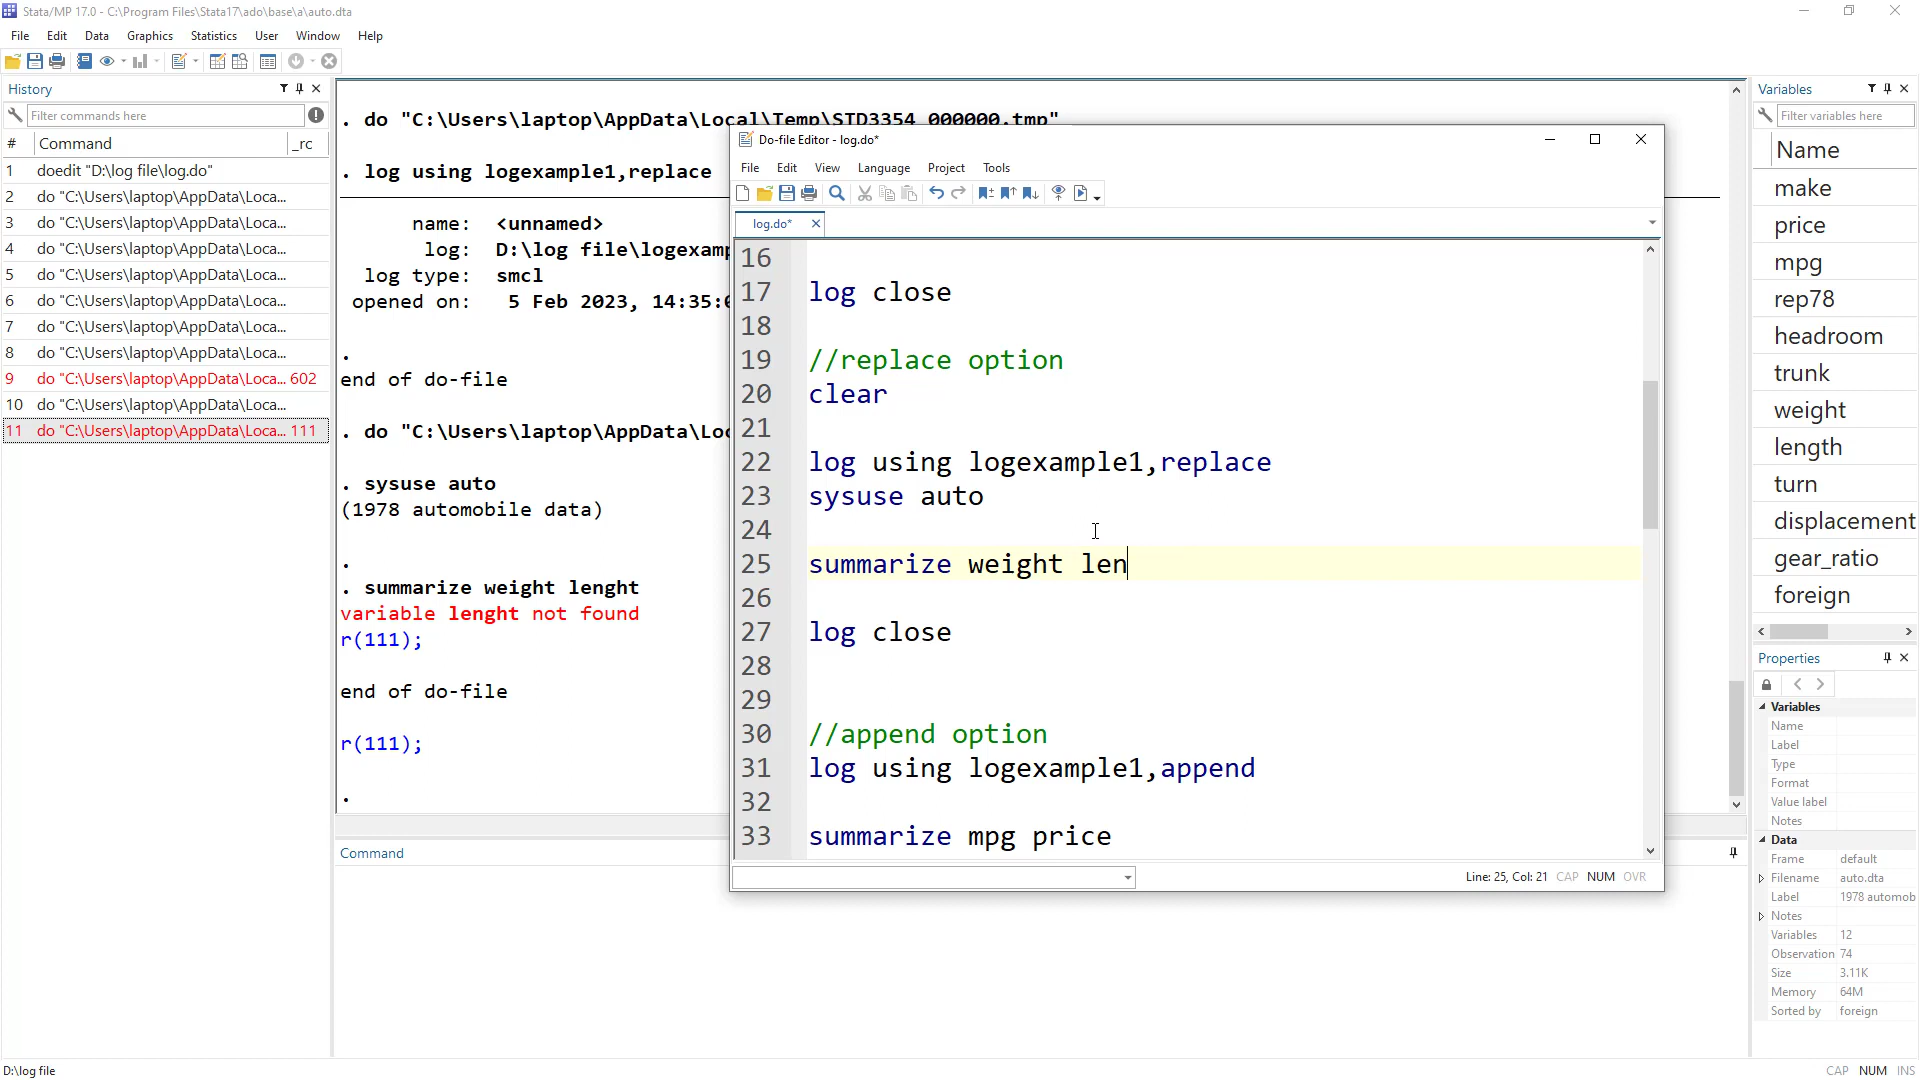 Stata/MP 17.0 - C:\Program Files\Stata17\ado\base\a\auto.dta
File Edit Data Graphics Statistics User Window Help
History
Filter commands here
# Command _rc
1 doedit "D:\log file\log.do"
2 do "C:\Users\laptop\AppData\Loca...
3 do "C:\Users\laptop\AppData\Loca...
4 do "C:\Users\laptop\AppData\Loca...
5 do "C:\Users\laptop\AppData\Loca...
6 do "C:\Users\laptop\AppData\Loca...
7 do "C:\Users\laptop\AppData\Loca...
8 do "C:\Users\laptop\AppData\Loca...
9 do "C:\Users\laptop\AppData\Loca... 602
10 do "C:\Users\laptop\AppData\Loca...
11 do "C:\Users\laptop\AppData\Loca... 111
. do "C:\Users\laptop\AppData\Local\Temp\STD3354_000000.tmp"
. log using logexample1,replace
name: <unnamed>
log: D:\log file\logexamp
log type: smcl
opened on: 5 Feb 2023, 14:35:0
.
end of do-file
. do "C:\Users\laptop\AppData\Loc
. sysuse auto
(1978 automobile data)
.
. summarize weight lenght
variable lenght not found
r(111);
end of do-file
r(111);
.
Command
Do-file Editor - log.do*
File Edit View Language Project Tools
log.do*
16
17 log close
18
19 //replace option
20 clear
21
22 log using logexample1,replace
23 sysuse auto
24
25 summarize weight len
26
27 log close
28
29
30 //append option
31 log using logexample1,append
32
33 summarize mpg price
Line: 25, Col: 21 CAP NUM OVR
Variables
Filter variables here
Name
make
price
mpg
rep78
headroom
trunk
weight
length
turn
displacement
gear_ratio
foreign
Properties
Variables
Name
Label
Type
Format
Value label
Notes
Data
Frame default
Filename auto.dta
Label 1978 automob
Notes
Variables 12
Observation 74
Size 3.11K
Memory 64M
Sorted by foreign
D:\log file
CAP NUM INS